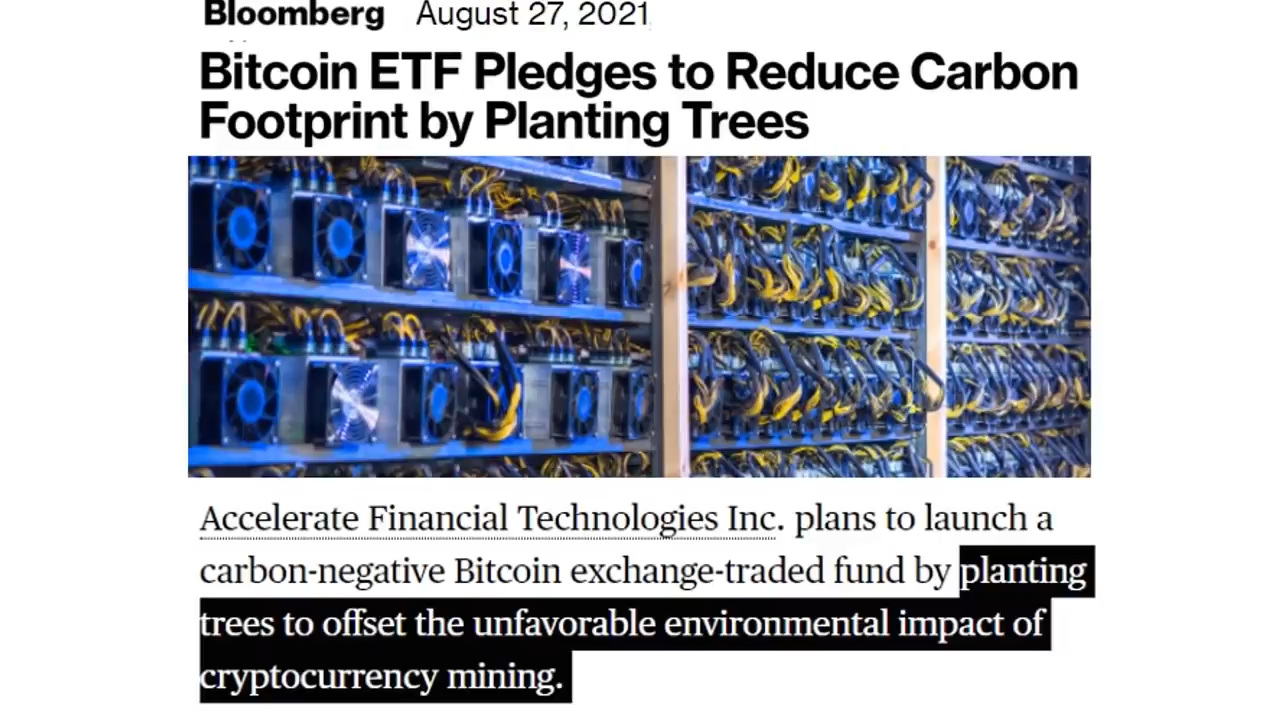 Bloomberg August 27, 2021
Bitcoin ETF Pledges to Reduce Carbon
Footprint by Planting Trees
Accelerate Financial Technologies Inc. plans to launch a
carbon-negative Bitcoin exchange-traded fund by planting
trees to offset the unfavorable environmental impact of
cryptocurrency mining.